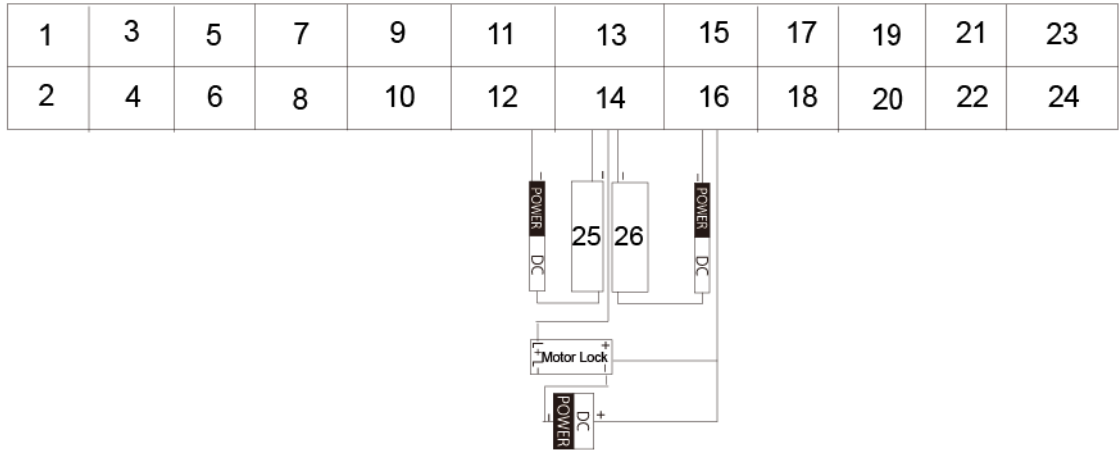 1 3 5 7 9 11 13 15 17 19 21 23
2 4 6 8 10 12 14 16 18 20 22 24
POWER DC
25
26
POWER DC
L+L- Motor Lock + -
POWER DC +